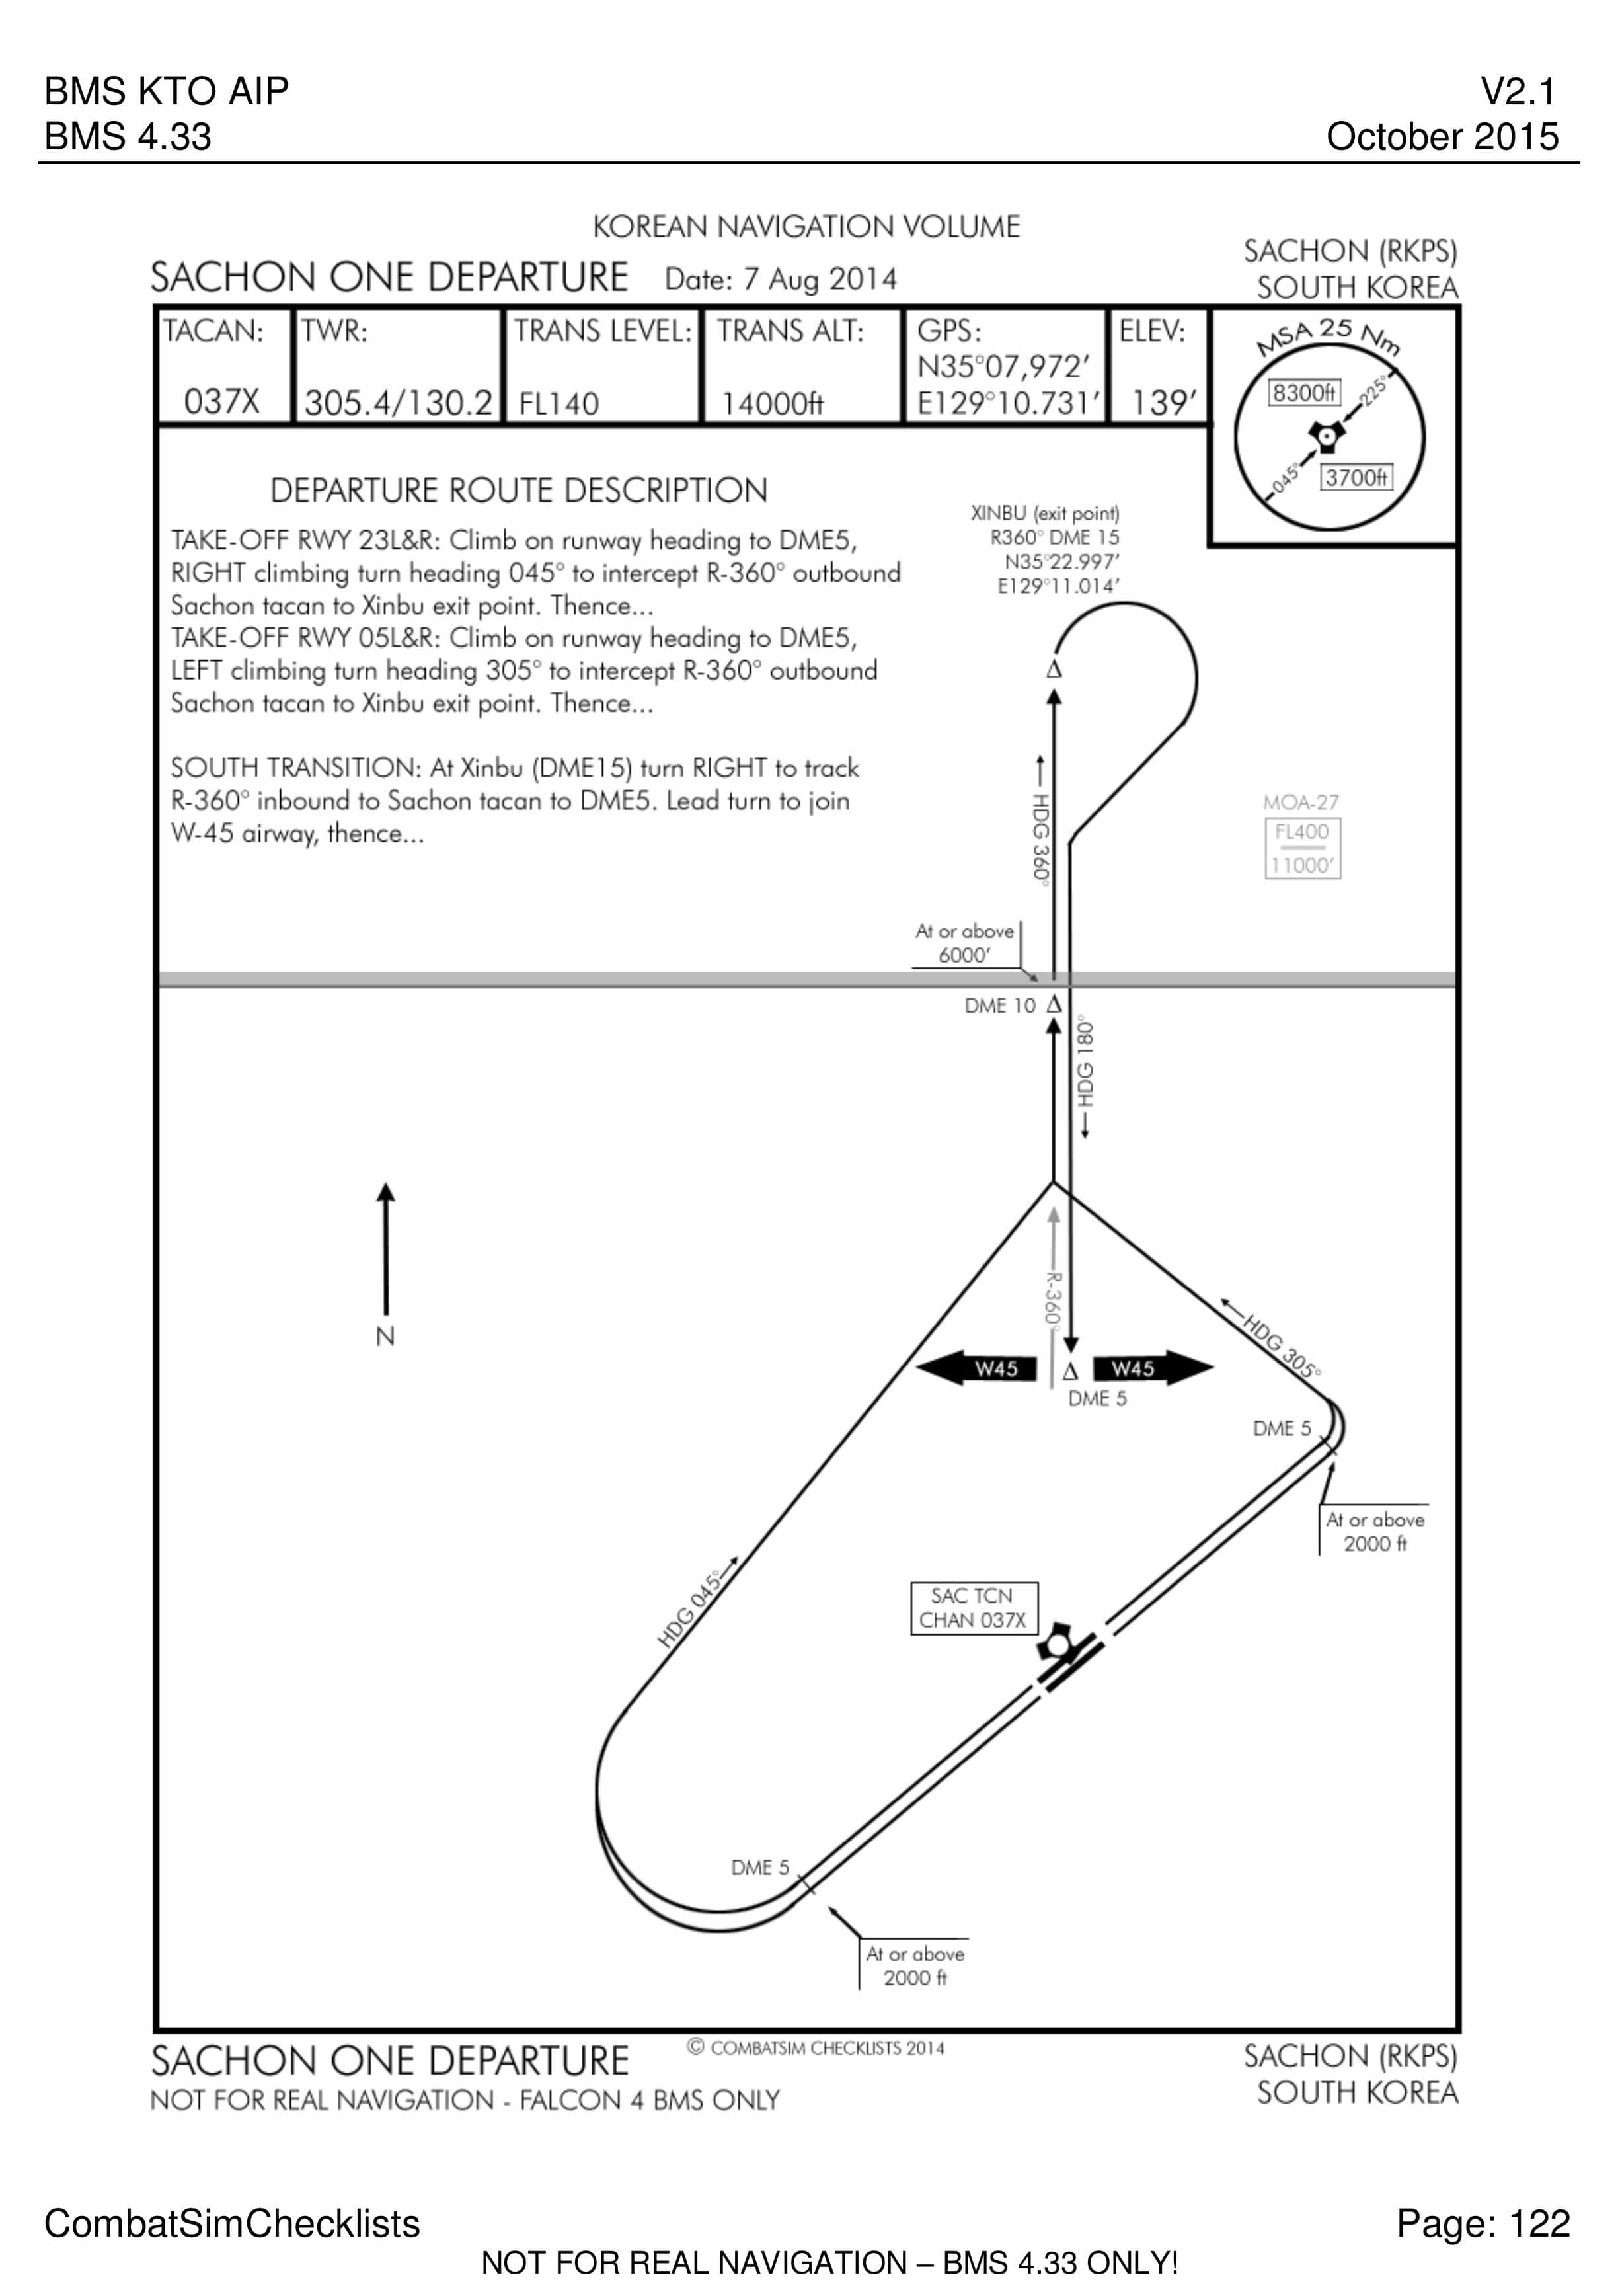 BMS KTO AIP
V2.1
BMS 4.33
October 2015
KOREAN NAVIGATION VOLUME
SACHON ONE DEPARTURE Date: 7 Aug 2014
SACHON (RKPS)
SOUTH KOREA
TACAN:
037X
TWR:
305.4/130.2
TRANS LEVEL:
FL140
TRANS ALT:
14000ft
GPS:
N35°07,972'
E129°10.731'
ELEV:
139'
MSA 25 Nm
8300ft
225°
045°
3700ft
DEPARTURE ROUTE DESCRIPTION
TAKE-OFF RWY 23L&R: Climb on runway heading to DME5,
RIGHT climbing turn heading 045° to intercept R-360° outbound
Sachon tacan to Xinbu exit point. Thence...
TAKE-OFF RWY 05L&R: Climb on runway heading to DME5,
LEFT climbing turn heading 305° to intercept R-360° outbound
Sachon tacan to Xinbu exit point. Thence...
SOUTH TRANSITION: At Xinbu (DME15) turn RIGHT to track
R-360° inbound to Sachon tacan to DME5. Lead turn to join
W-45 airway, thence...
XINBU (exit point)
R360° DME 15
N35°22.997'
E129°11.014'
HDG 360°
MOA-27
FL400
11000'
At or above
6000'
DME 10
HDG 180°
N
R-360°
W45
W45
DME 5
HDG 305°
DME 5
At or above
2000 ft
HDG 045°
SAC TCN
CHAN 037X
DME 5
At or above
2000 ft
SACHON ONE DEPARTURE
© COMBATSIM CHECKLISTS 2014
SACHON (RKPS)
NOT FOR REAL NAVIGATION - FALCON 4 BMS ONLY
SOUTH KOREA
CombatSimChecklists
Page: 122
NOT FOR REAL NAVIGATION – BMS 4.33 ONLY!